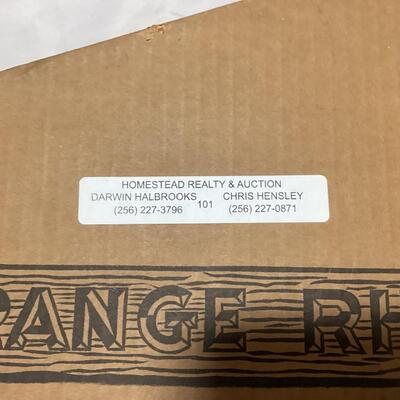 HOMESTEAD REALTY & AUCTION
DARWIN HALBROOKS 101 CHRIS HENSLEY
(256) 227-3796 (256) 227-0871
RANGE RH